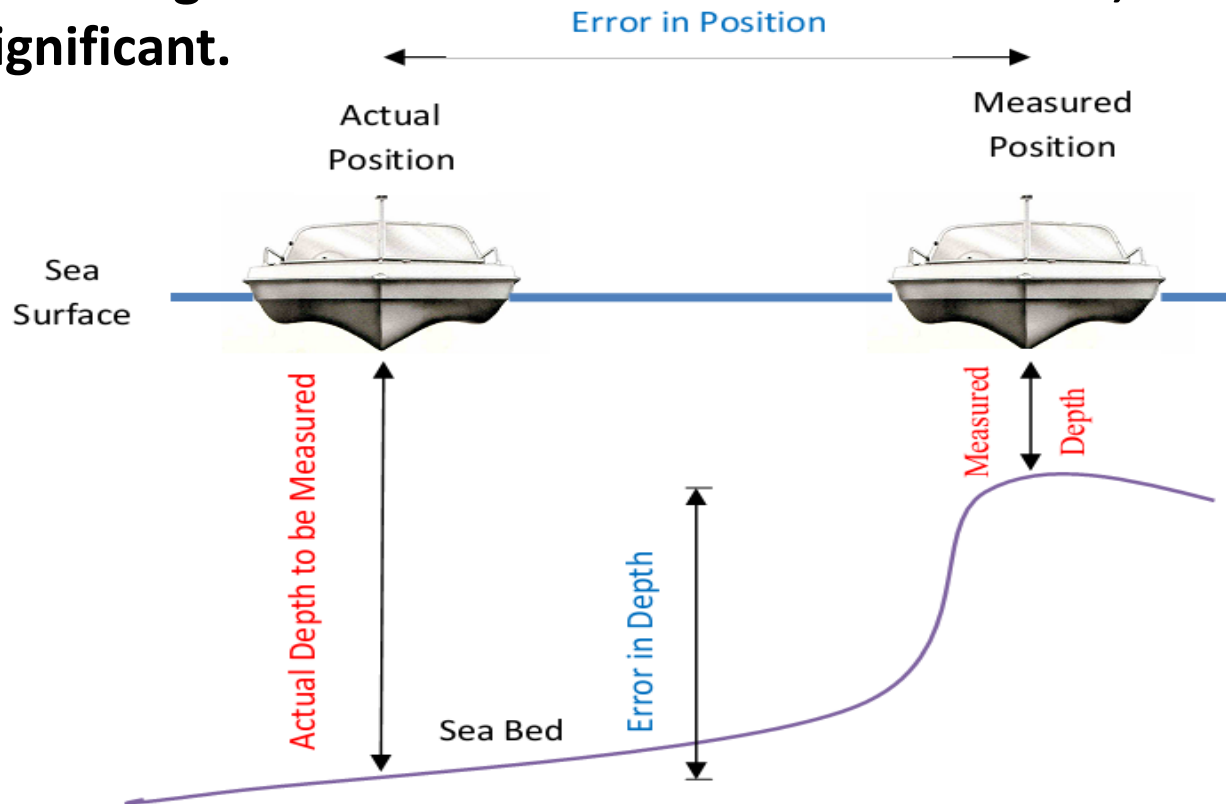 Error in Position
ignificant.
Actual
Position
Measured
Position
Sea
Surface
Actual Depth to be Measured
Error in Depth
Measured
Depth
Sea Bed